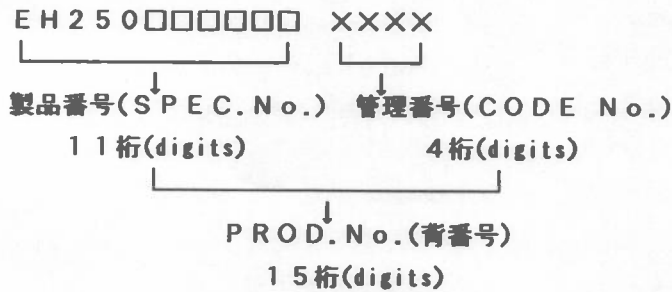 ＥＨ２５０□□□□□□ ××××
製品番号(ＳＰＥＣ.Ｎｏ.) 管理番号(ＣＯＤＥ Ｎｏ.)
１１桁(digits) ４桁(digits)
ＰＲＯＤ.Ｎｏ.(背番号)
１５桁(digits)